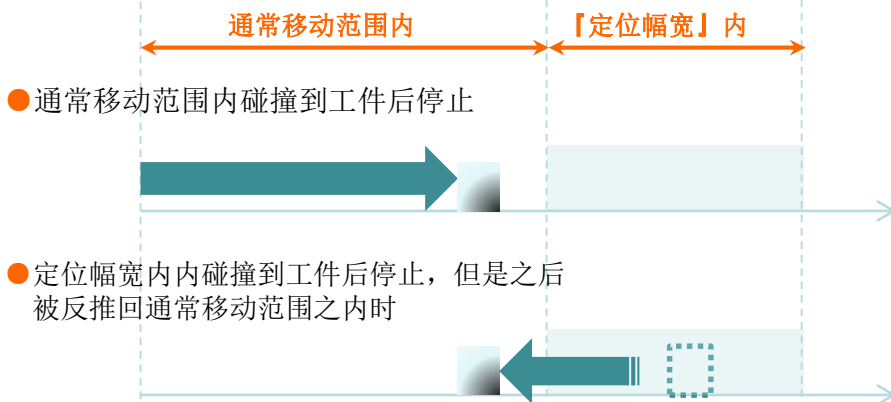 通常移动范围内
『定位幅宽』内
●通常移动范围内碰撞到工件后停止
●定位幅宽内内碰撞到工件后停止，但是之后
被反推回通常移动范围之内时